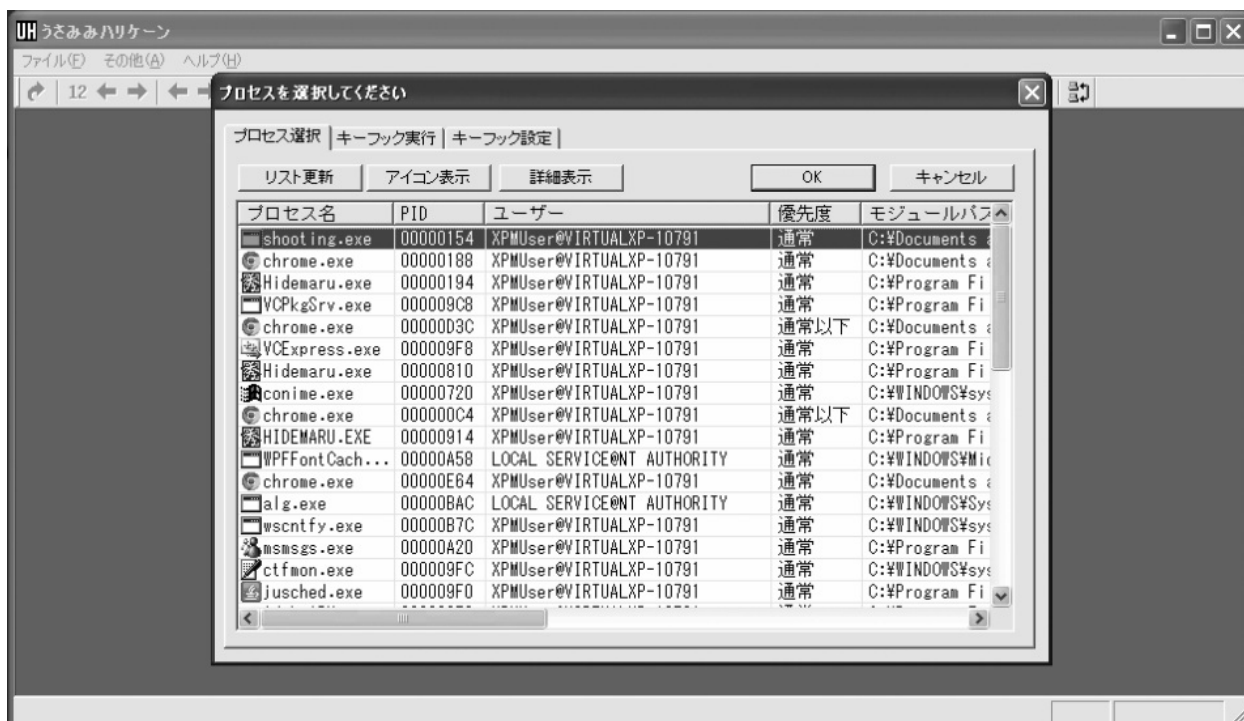 UH うさみみハリケーン
ファイル(F) その他(A) ヘルプ(H)
12
プロセスを選択してください
プロセス選択 キーフック実行 キーフック設定
リスト更新 アイコン表示 詳細表示 OK キャンセル
プロセス名 PID ユーザー 優先度 モジュールパス
shooting.exe 00000154 XPMUser@VIRTUALXP-10791 通常 C:¥Documents a
chrome.exe 00000188 XPMUser@VIRTUALXP-10791 通常 C:¥Documents a
Hidemaru.exe 00000194 XPMUser@VIRTUALXP-10791 通常 C:¥Program Fi
VCPkgSrv.exe 000009C8 XPMUser@VIRTUALXP-10791 通常 C:¥Program Fi
chrome.exe 00000D3C XPMUser@VIRTUALXP-10791 通常以下 C:¥Documents a
VCExpress.exe 000009F8 XPMUser@VIRTUALXP-10791 通常 C:¥Program Fi
Hidemaru.exe 00000810 XPMUser@VIRTUALXP-10791 通常 C:¥Program Fi
conime.exe 00000720 XPMUser@VIRTUALXP-10791 通常 C:¥WINDOWS¥sys
chrome.exe 000000C4 XPMUser@VIRTUALXP-10791 通常以下 C:¥Documents a
HIDEMARU.EXE 00000914 XPMUser@VIRTUALXP-10791 通常 C:¥Program Fi
WPFFontCach... 00000A58 LOCAL SERVICE@NT AUTHORITY 通常 C:¥WINDOWS¥Mic
chrome.exe 00000E64 XPMUser@VIRTUALXP-10791 通常 C:¥Documents a
alg.exe 00000BAC LOCAL SERVICE@NT AUTHORITY 通常 C:¥WINDOWS¥Sys
wscntfy.exe 00000B7C XPMUser@VIRTUALXP-10791 通常 C:¥WINDOWS¥sys
msmsgs.exe 00000A20 XPMUser@VIRTUALXP-10791 通常 C:¥Program Fi
ctfmon.exe 000009FC XPMUser@VIRTUALXP-10791 通常 C:¥WINDOWS¥sys
jusched.exe 000009F0 XPMUser@VIRTUALXP-10791 通常 C:¥Program Fi